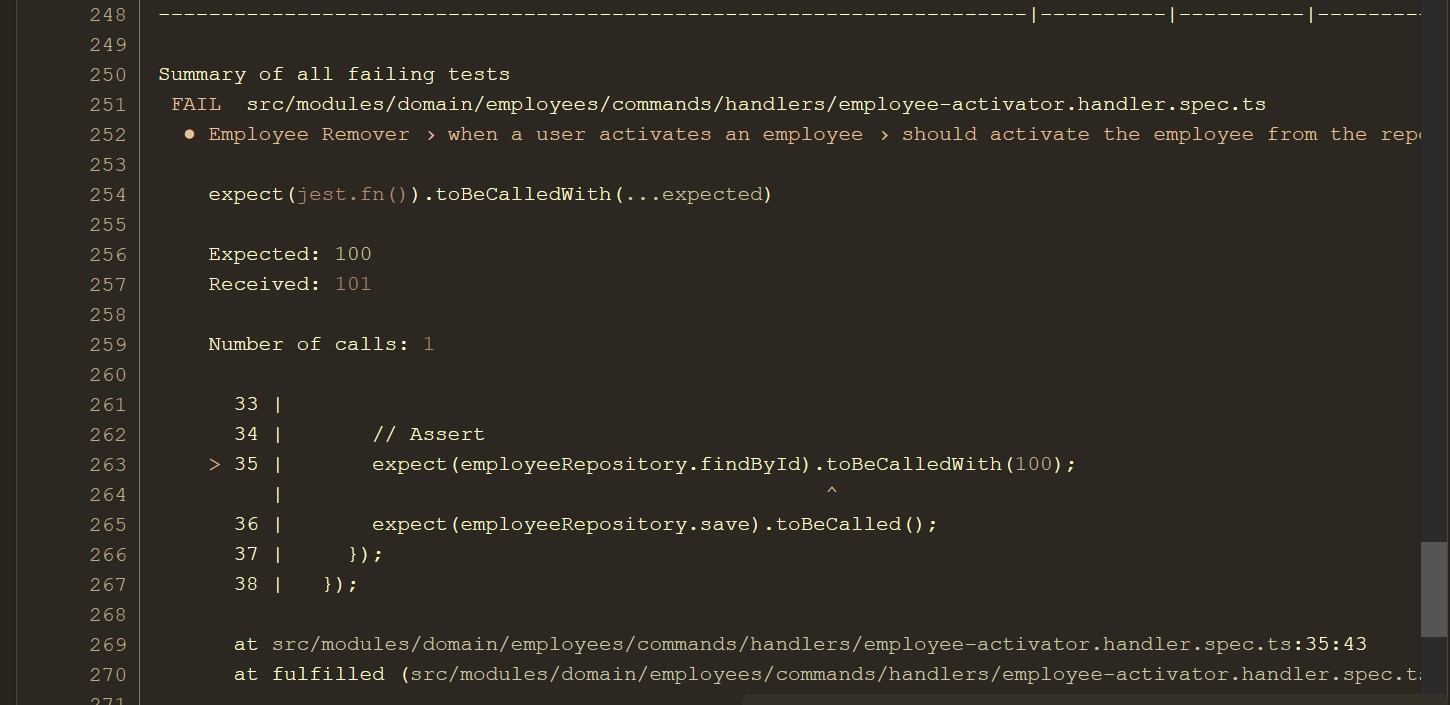 248 ------------------------------------------------------------------------|----------|----------|--------
249
250 Summary of all failing tests
251 FAIL src/modules/domain/employees/commands/handlers/employee-activator.handler.spec.ts
252 ● Employee Remover › when a user activates an employee › should activate the employee from the
253
254 expect(jest.fn()).toBeCalledWith(...expected)
255
256 Expected: 100
257 Received: 101
258
259 Number of calls: 1
260
261 33 |
262 34 | // Assert
263 > 35 | expect(employeeRepository.findById).toBeCalledWith(100);
264 | ^
265 36 | expect(employeeRepository.save).toBeCalled();
266 37 | });
267 38 | });
268
269 at src/modules/domain/employees/commands/handlers/employee-activator.handler.spec.ts:35:43
270 at fulfilled (src/modules/domain/employees/commands/handlers/employee-activator.handler.spec.ts
271